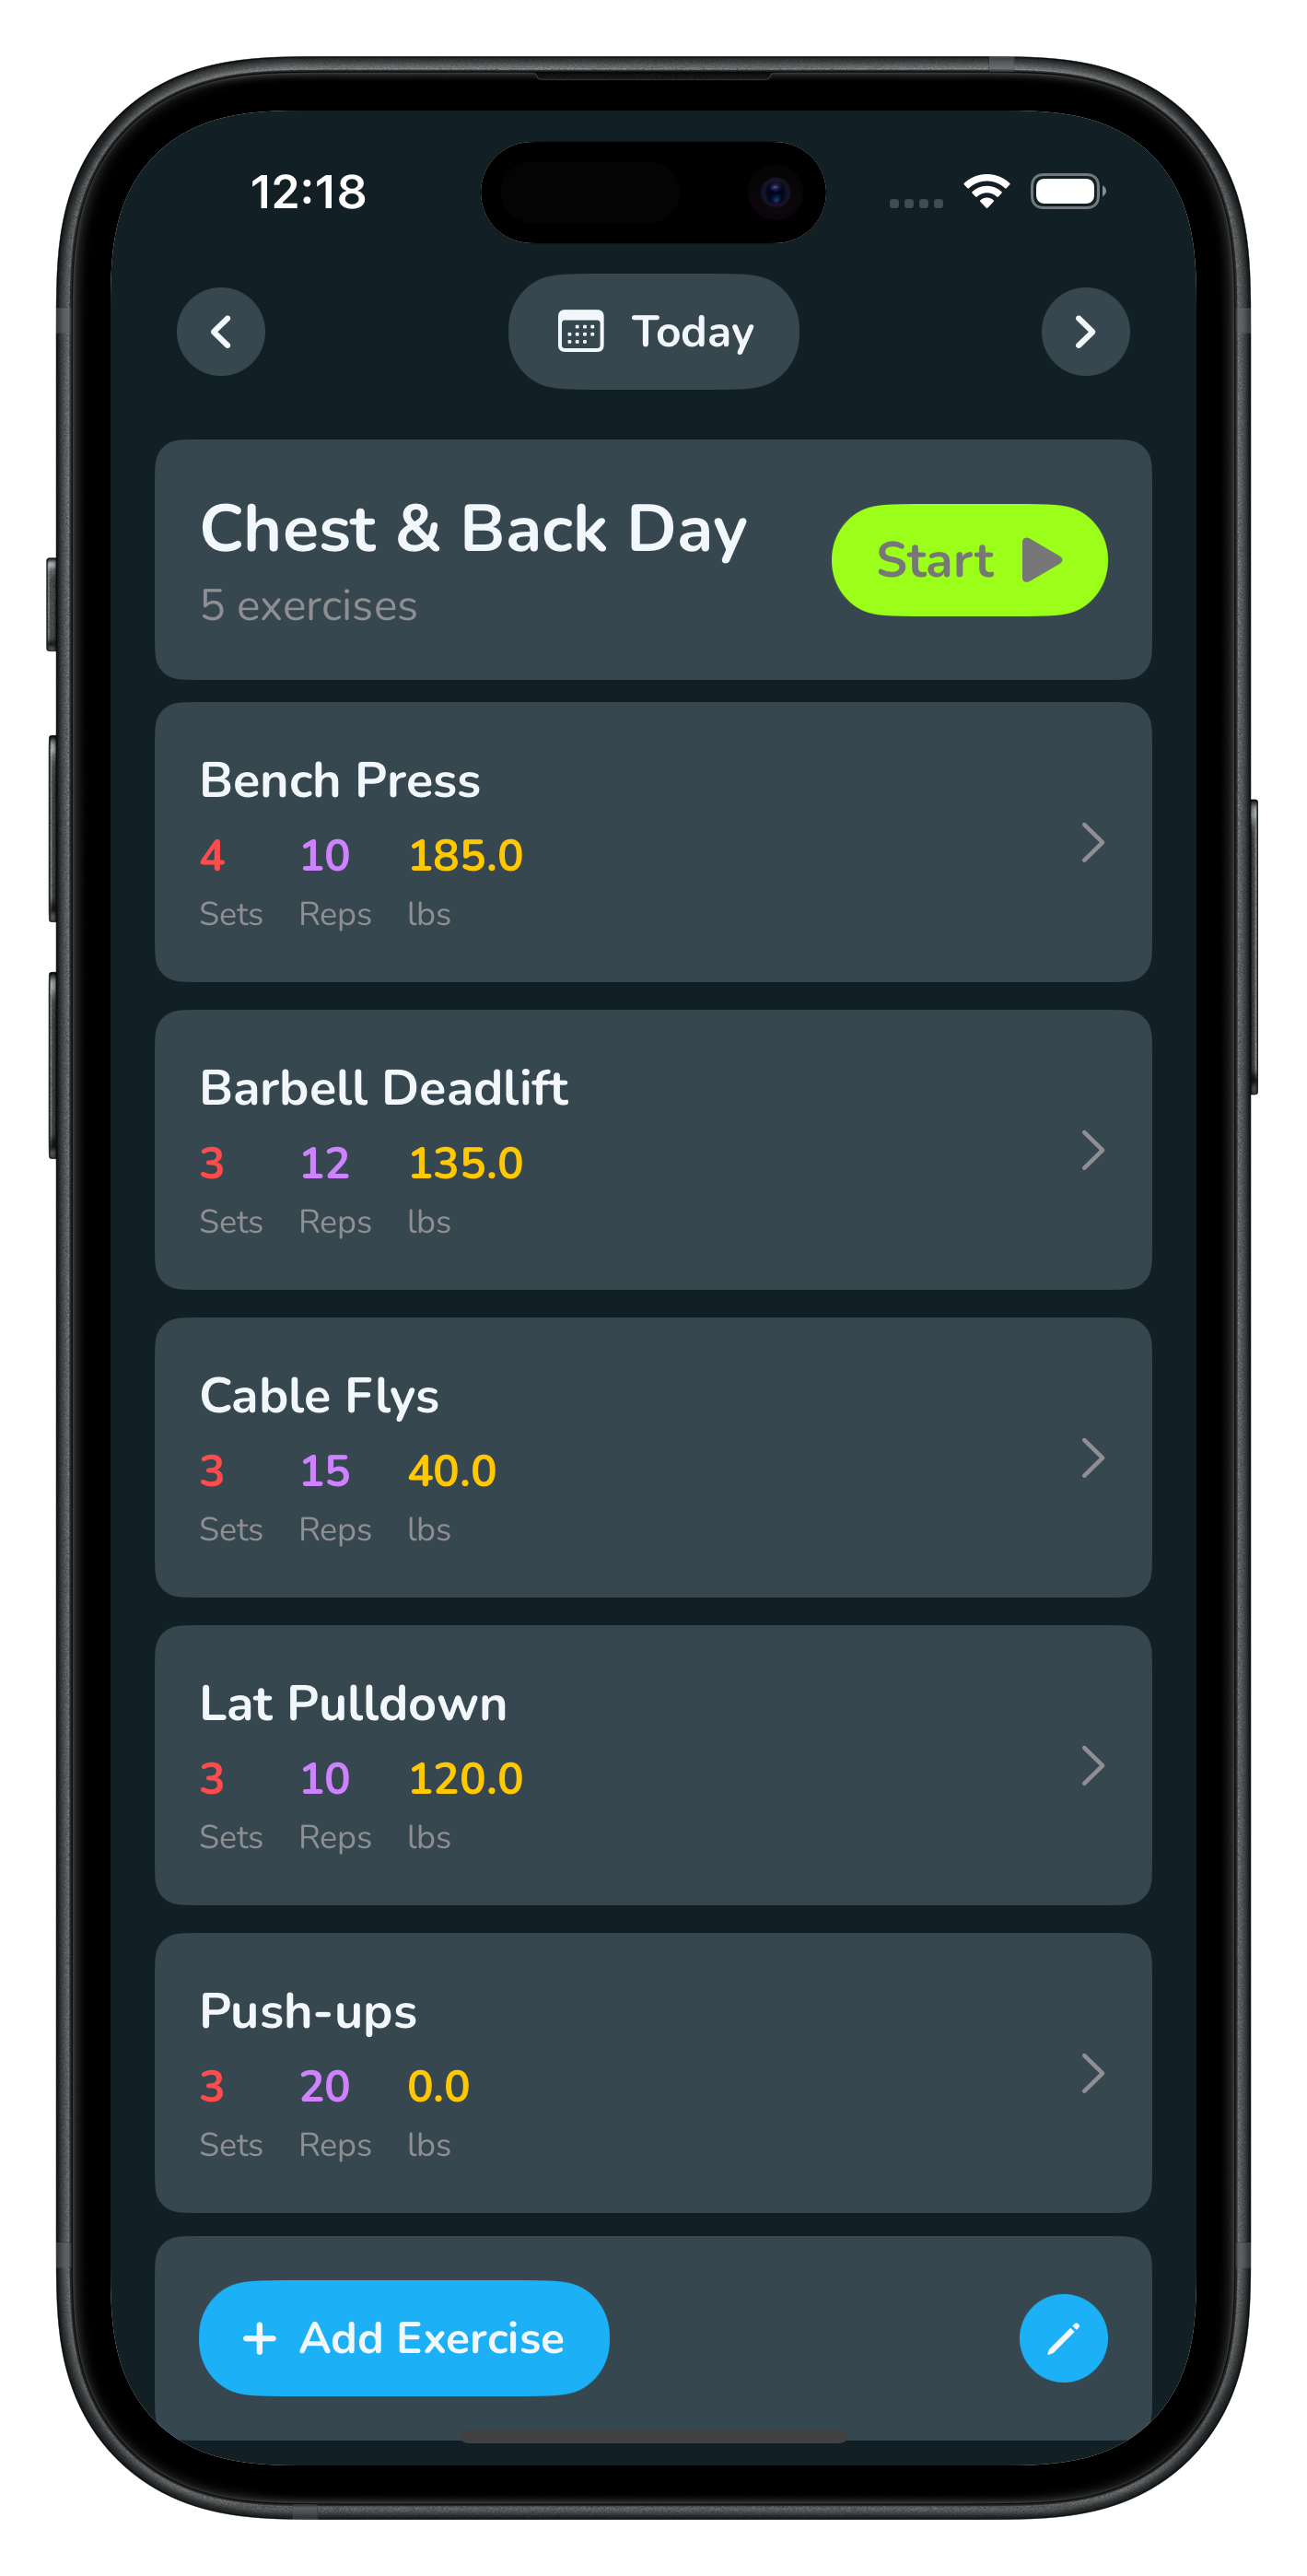 12:18
Today
Chest & Back Day
Start
5 exercises
Bench Press
4 10 185.0
Sets Reps lbs
Barbell Deadlift
3 12 135.0
Sets Reps lbs
Cable Flys
3 15 40.0
Sets Reps lbs
Lat Pulldown
3 10 120.0
Sets Reps lbs
Push-ups
3 20 0.0
Sets Reps lbs
+ Add Exercise